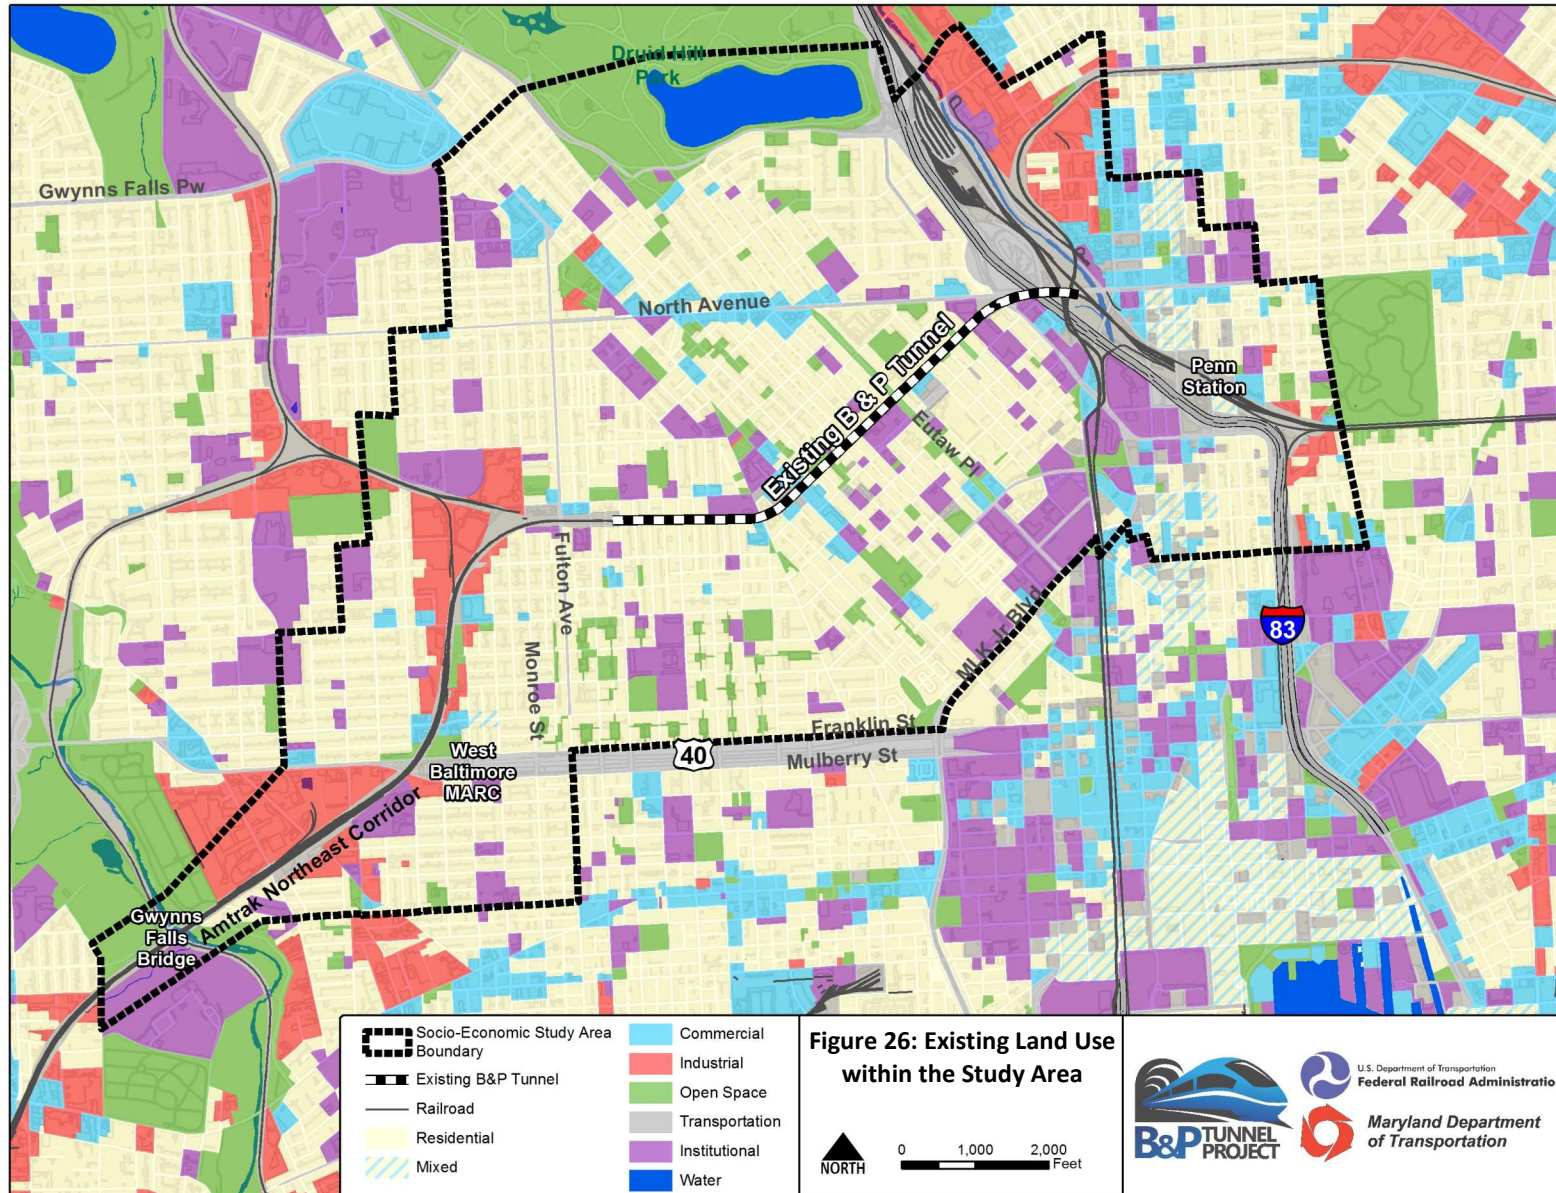 Druid Hill
Park
Gwynns Falls Pw
North Avenue
Penn
Station
Existing B & P Tunnel
Eutaw Pl
Fulton Ave
Monroe St
MLK Jr Blvd
83
Franklin St
40
Mulberry St
West
Baltimore
MARC
Amtrak Northeast Corridor
Gwynns
Falls
Bridge
Socio-Economic Study Area
Boundary
Existing B&P Tunnel
Railroad
Residential
Mixed
Commercial
Industrial
Open Space
Transportation
Institutional
Water
Figure 26: Existing Land Use
within the Study Area
NORTH
0 1,000 2,000
Feet
B&P TUNNEL
PROJECT
U.S. Department of Transportation
Federal Railroad Administratio
Maryland Department
of Transportation